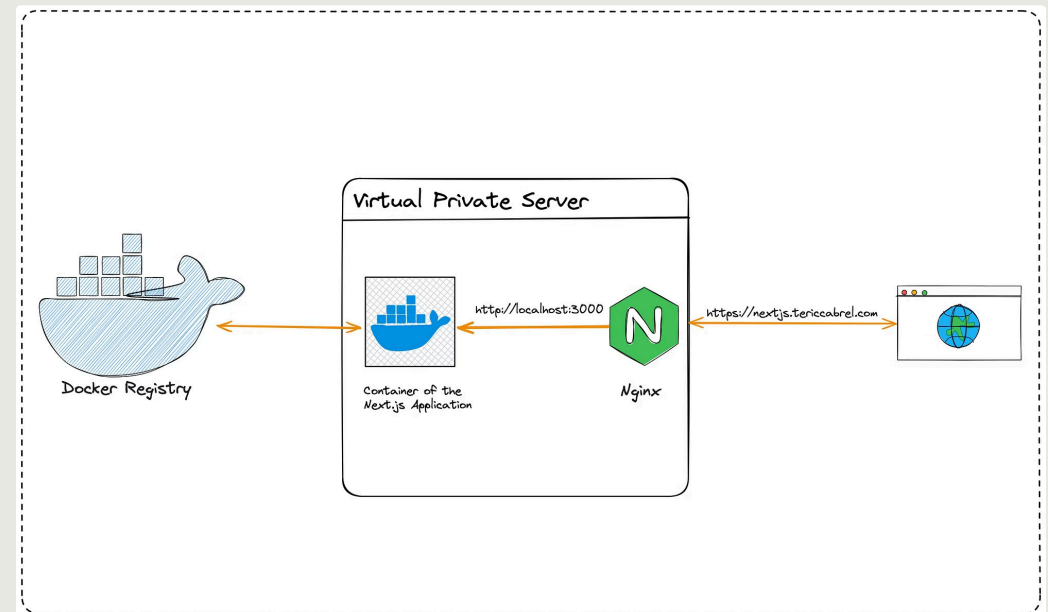 Virtual Private Server
http://localhost:3000
https://nextjs.tericcabrel.com
N
Docker Registry
Container of the
Next.js Application
Nginx